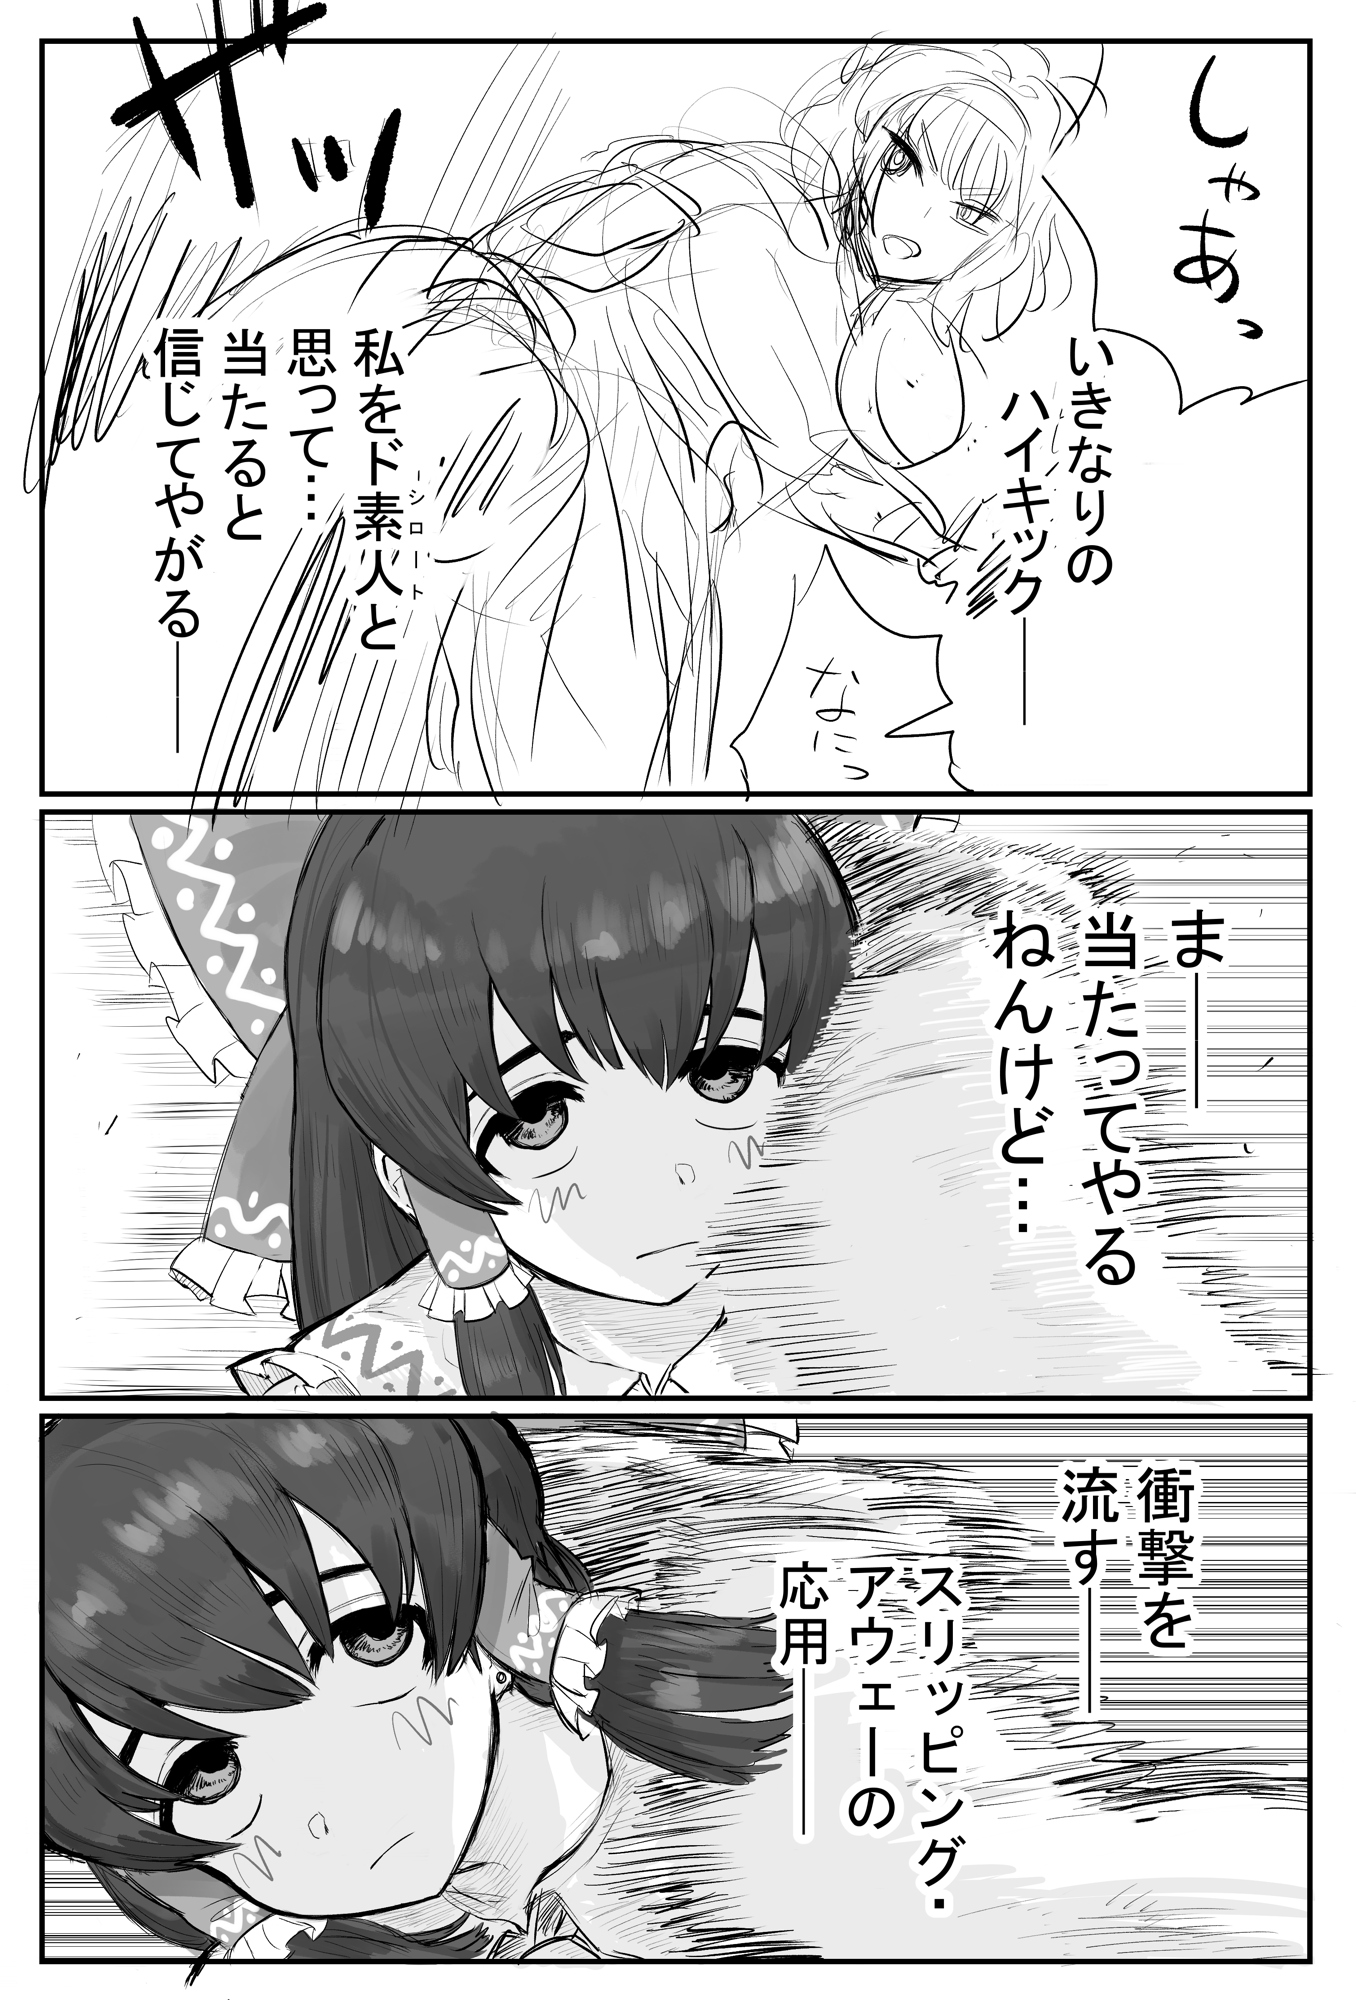 しゃあっ
いきなりの
ハイキック――
なにっ
ガッ
私をド素人と
シロート
思って…
当たると
信じてやがる――
ま――
当たってやる
ねんけど…
衝撃を
流す――
スリッピング・
アウェーの
応用――